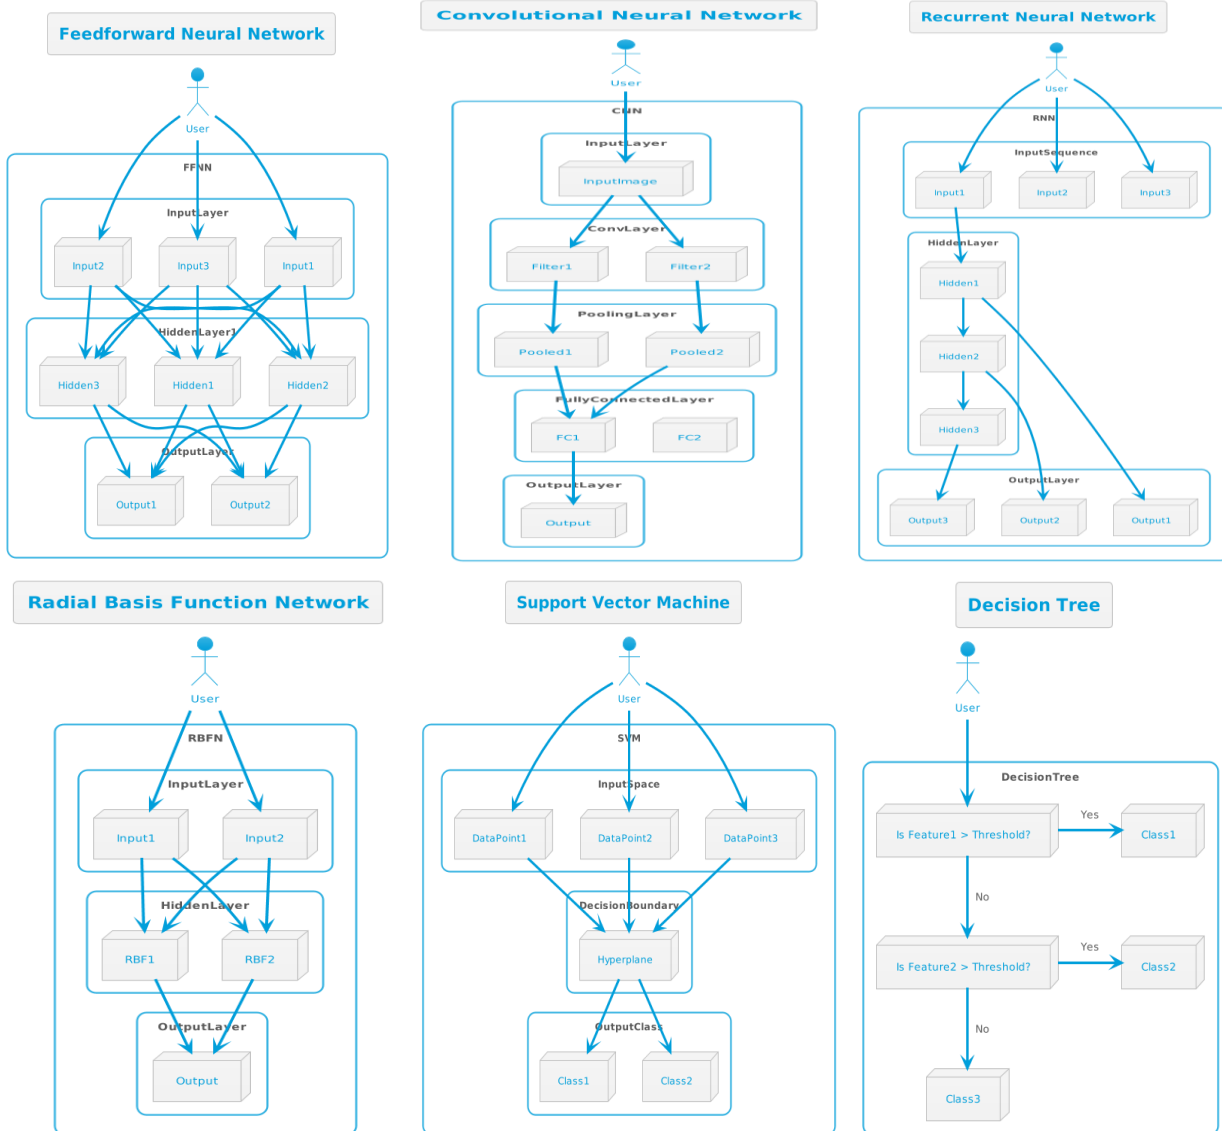 Feedforward Neural Network
User
FFNN
InputLayer
Input2
Input3
Input1
HiddenLayer1
Hidden3
Hidden1
Hidden2
OutputLayer
Output1
Output2
Convolutional Neural Network
User
CNN
InputLayer
InputImage
ConvLayer
Filter1
Filter2
PoolingLayer
Pooled1
Pooled2
FullyConnectedLayer
FC1
FC2
OutputLayer
Output
Recurrent Neural Network
User
RNN
InputSequence
Input1
Input2
Input3
HiddenLayer
Hidden1
Hidden2
Hidden3
OutputLayer
Output3
Output2
Output1
Radial Basis Function Network
User
RBFN
InputLayer
Input1
Input2
HiddenLayer
RBF1
RBF2
OutputLayer
Output
Support Vector Machine
User
SVM
InputSpace
DataPoint1
DataPoint2
DataPoint3
DecisionBoundary
Hyperplane
OutputClass
Class1
Class2
Decision Tree
User
DecisionTree
Is Feature1 > Threshold?
Yes
Class1
No
Is Feature2 > Threshold?
Yes
Class2
No
Class3